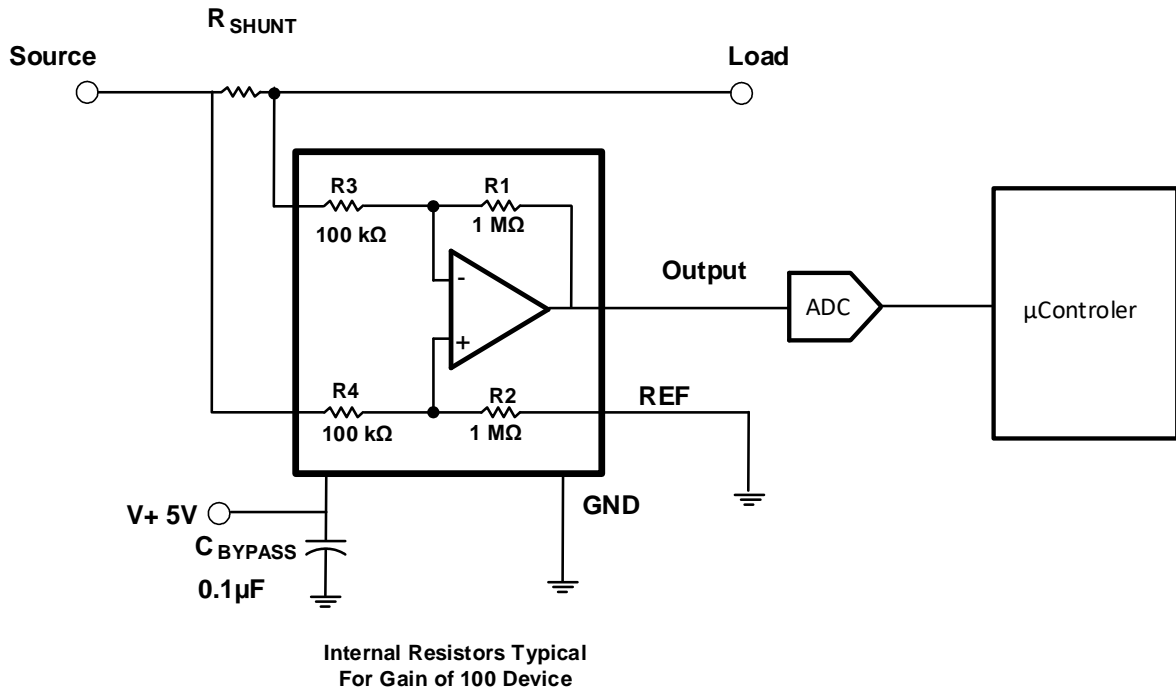 R SHUNT
Source
Load
R3
R1
100 kΩ
1 MΩ
-
Output
ADC
µControler
+
R4
R2
REF
100 kΩ
1 MΩ
GND
V+ 5V
C BYPASS
0.1µF
Internal Resistors Typical
For Gain of 100 Device